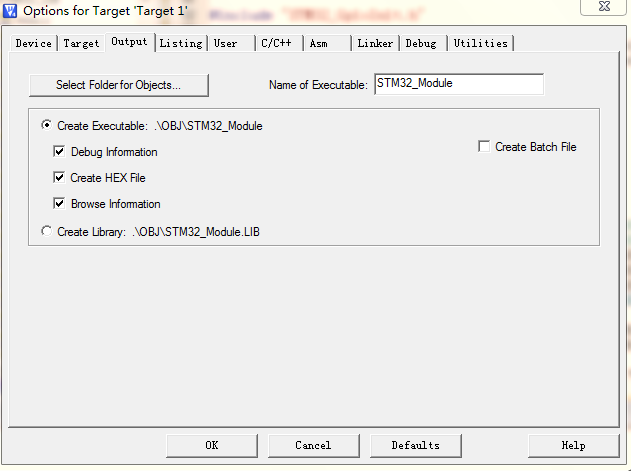 Options for Target 'Target 1'
Device Target Output Listing User C/C++ Asm Linker Debug Utilities
Select Folder for Objects... Name of Executable: STM32_Module
Create Executable: .\OBJ\STM32_Module
Debug Information Create Batch File
Create HEX File
Browse Information
Create Library: .\OBJ\STM32_Module.LIB
OK Cancel Defaults Help